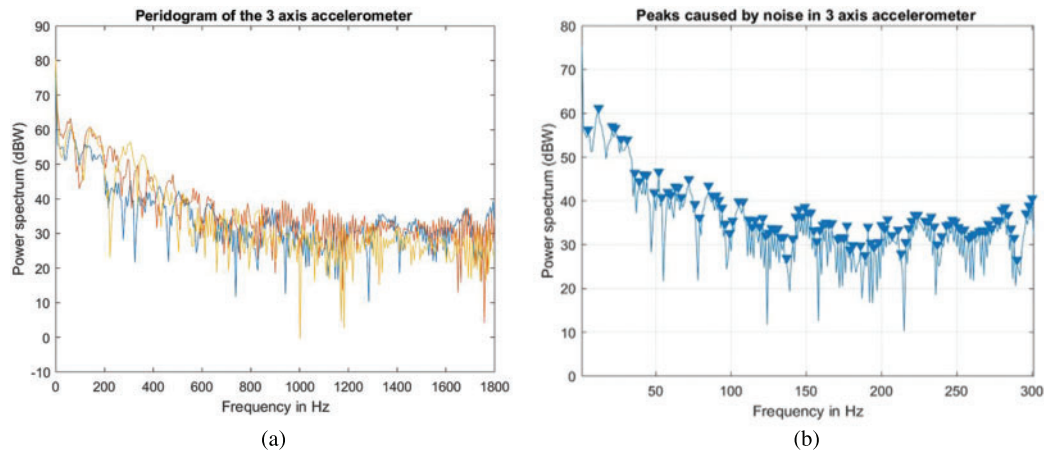 Peridogram of the 3 axis accelerometer
90
80
70
60
50
40
30
20
10
0
-10
Power spectrum (dBW)
0 200 400 600 800 1000 1200 1400 1600 1800
Frequency in Hz
(a)
Peaks caused by noise in 3 axis accelerometer
80
70
60
50
40
30
20
10
0
Power spectrum (dBW)
50 100 150 200 250 300
Frequency in Hz
(b)